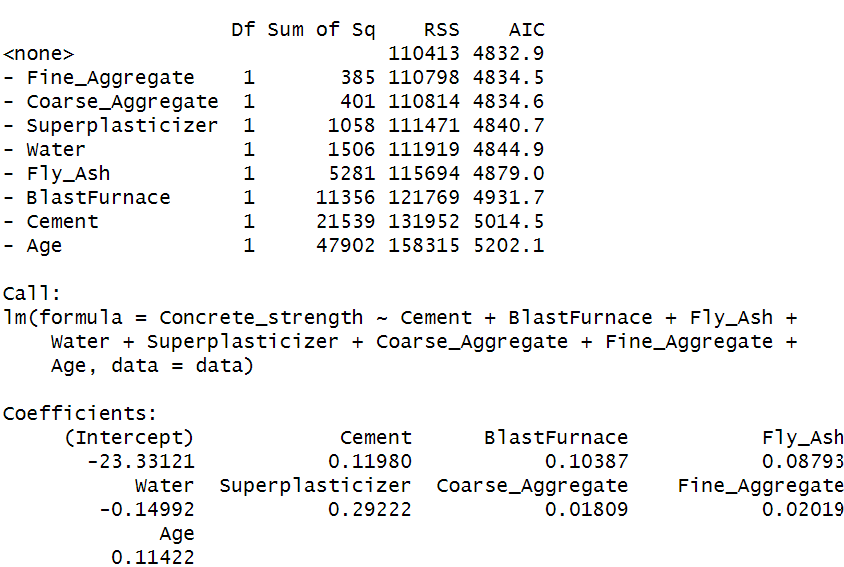 Df Sum of Sq    RSS    AIC
<none>                          110413 4832.9
- Fine_Aggregate    1       385 110798 4834.5
- Coarse_Aggregate  1       401 110814 4834.6
- Superplasticizer  1      1058 111471 4840.7
- Water             1      1506 111919 4844.9
- Fly_Ash           1      5281 115694 4879.0
- BlastFurnace      1     11356 121769 4931.7
- Cement            1     21539 131952 5014.5
- Age               1     47902 158315 5202.1

Call:
lm(formula = Concrete_strength ~ Cement + BlastFurnace + Fly_Ash +
    Water + Superplasticizer + Coarse_Aggregate + Fine_Aggregate +
    Age, data = data)

Coefficients:
     (Intercept)            Cement      BlastFurnace           Fly_Ash
       -23.33121           0.11980           0.10387           0.08793
           Water  Superplasticizer  Coarse_Aggregate    Fine_Aggregate
        -0.14992           0.29222           0.01809           0.02019
             Age
         0.11422